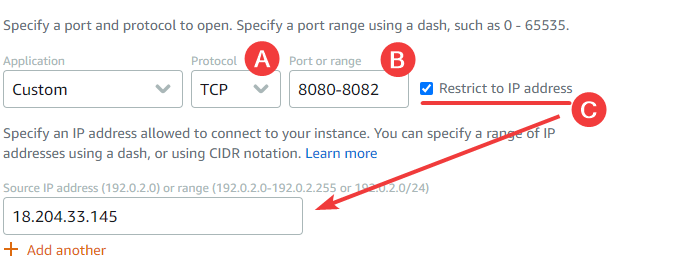 Specify a port and protocol to open. Specify a port range using a dash, such as 0 - 65535.
Application Protocol A Port or range B
Custom TCP 8080-8082 Restrict to IP address
C
Specify an IP address allowed to connect to your instance. You can specify a range of IP
addresses using a dash, or using CIDR notation. Learn more
Source IP address (192.0.2.0) or range (192.0.2.0-192.0.2.255 or 192.0.2.0/24)
18.204.33.145
+ Add another